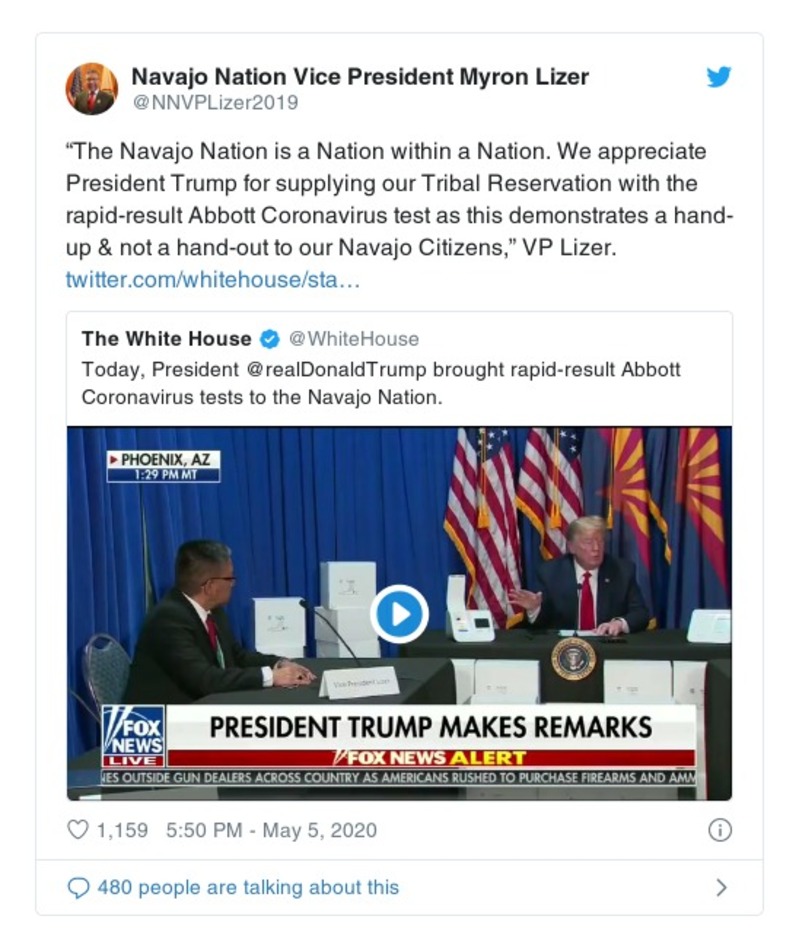 Navajo Nation Vice President Myron Lizer
@NNVPLizer2019
“The Navajo Nation is a Nation within a Nation. We appreciate
President Trump for supplying our Tribal Reservation with the
rapid-result Abbott Coronavirus test as this demonstrates a hand-
up & not a hand-out to our Navajo Citizens,” VP Lizer.
twitter.com/whitehouse/sta…
The White House @WhiteHouse
Today, President @realDonaldTrump brought rapid-result Abbott
Coronavirus tests to the Navajo Nation.
PHOENIX, AZ
1:29 PM MT
Vice President Lizer
FOX
NEWS
LIVE
PRESIDENT TRUMP MAKES REMARKS
FOX NEWS ALERT
NES OUTSIDE GUN DEALERS ACROSS COUNTRY AS AMERICANS RUSHED TO PURCHASE FIREARMS AND AMM
1,159 5:50 PM - May 5, 2020
480 people are talking about this